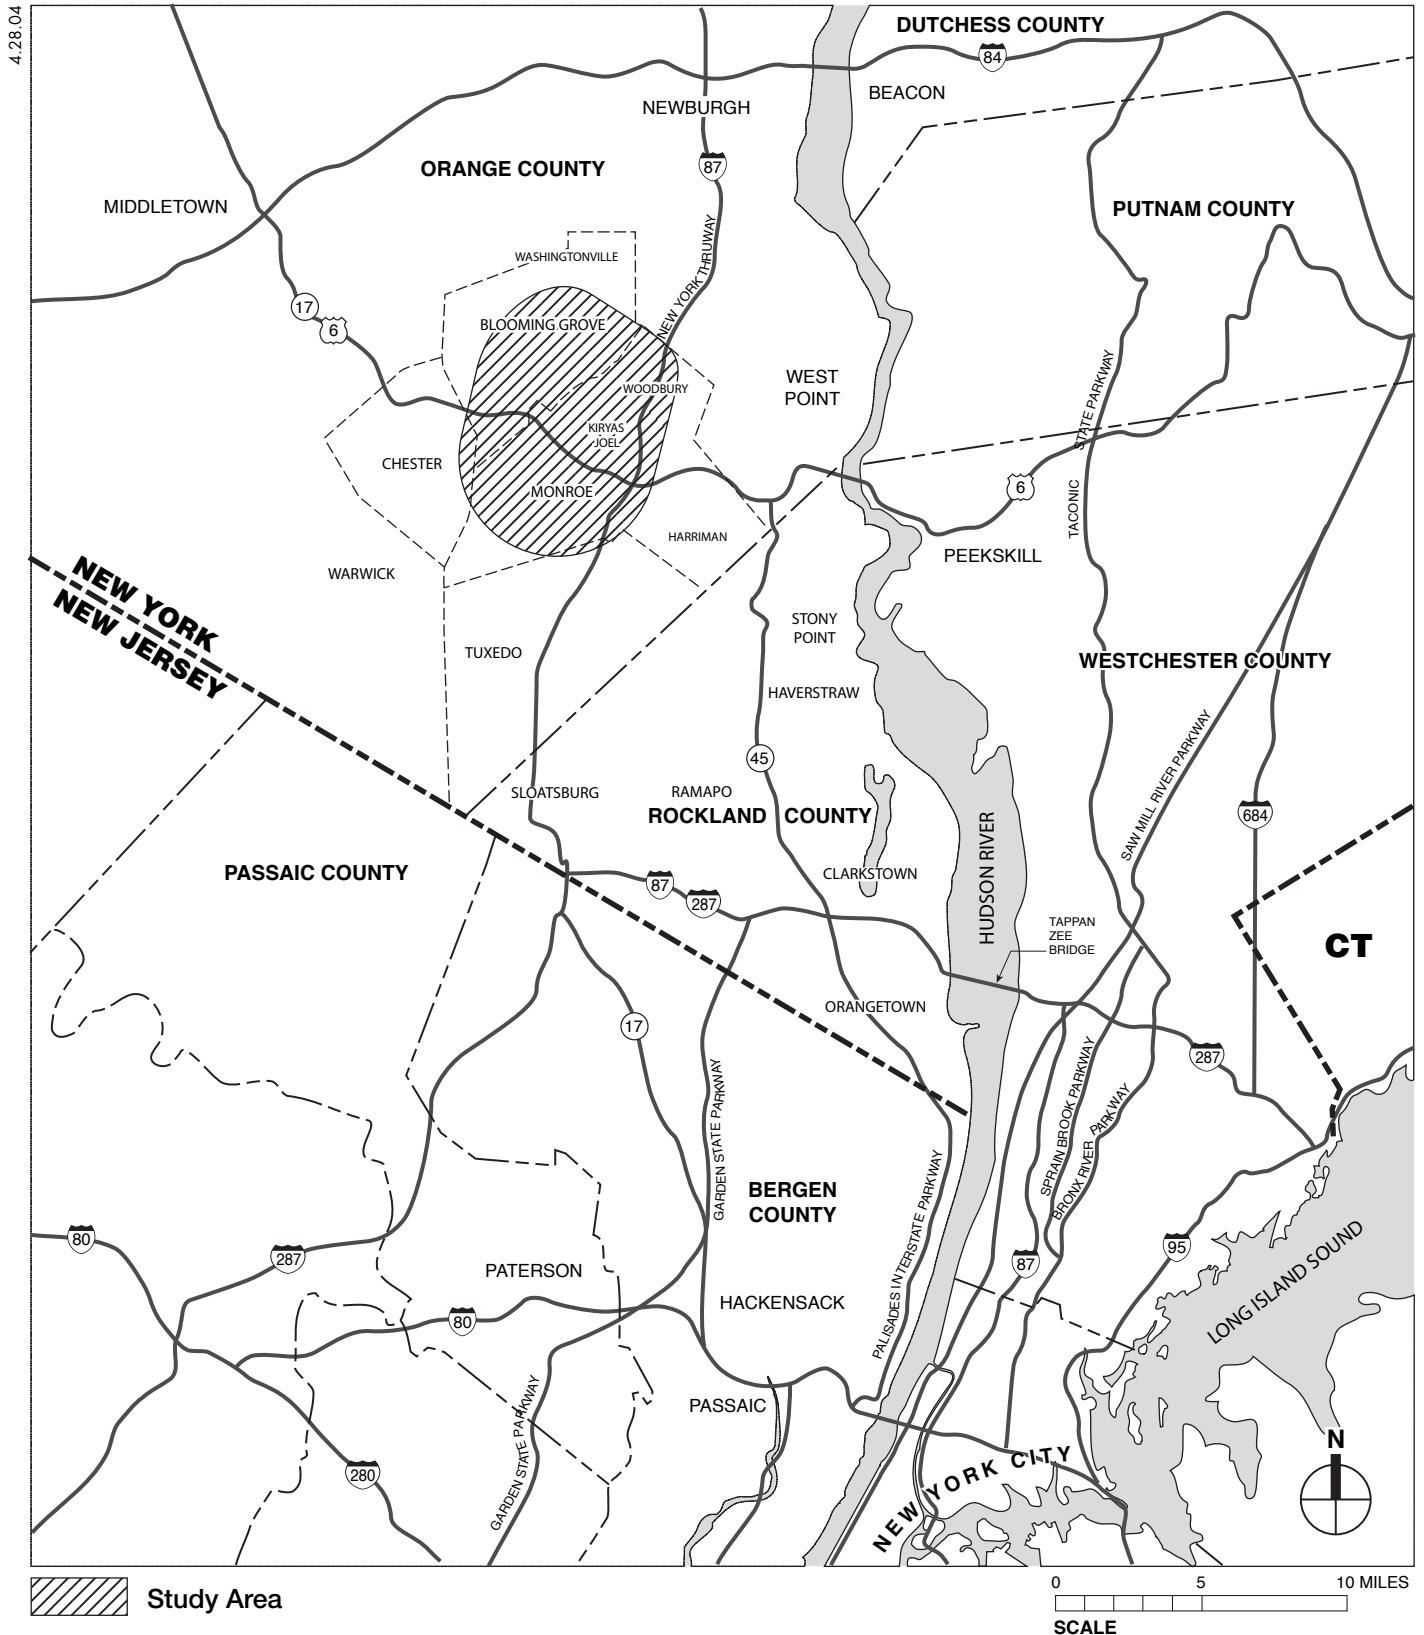 4.28.04
DUTCHESS COUNTY
84
BEACON
NEWBURGH
ORANGE COUNTY
87
MIDDLETOWN
PUTNAM COUNTY
NEW YORK THRUWAY
WASHINGTONVILLE
17
6
BLOOMING GROVE
WOODBURY
WEST
POINT
STATE PARKWAY
KIRYAS
JOEL
CHESTER
MONROE
6
TACONIC
HARRIMAN
PEEKSKILL
WARWICK
NEW YORK
NEW JERSEY
STONY
POINT
TUXEDO
WESTCHESTER COUNTY
HAVERSTRAW
SAW MILL RIVER PARKWAY
45
SLOATSBURG
RAMAPO
ROCKLAND COUNTY
684
HUDSON RIVER
PASSAIC COUNTY
CLARKSTOWN
87
287
TAPPAN
ZEE
BRIDGE
CT
ORANGETOWN
17
287
GARDEN STATE PARKWAY
SPRAIN BROOK PARKWAY
BRONX RIVER PARKWAY
BERGEN
COUNTY
PALISADES INTERSTATE PARKWAY
80
287
87
95
LONG ISLAND SOUND
PATERSON
HACKENSACK
80
PASSAIC
GARDEN STATE PARKWAY
280
NEW YORK CITY
N
Study Area
0 5 10 MILES
SCALE